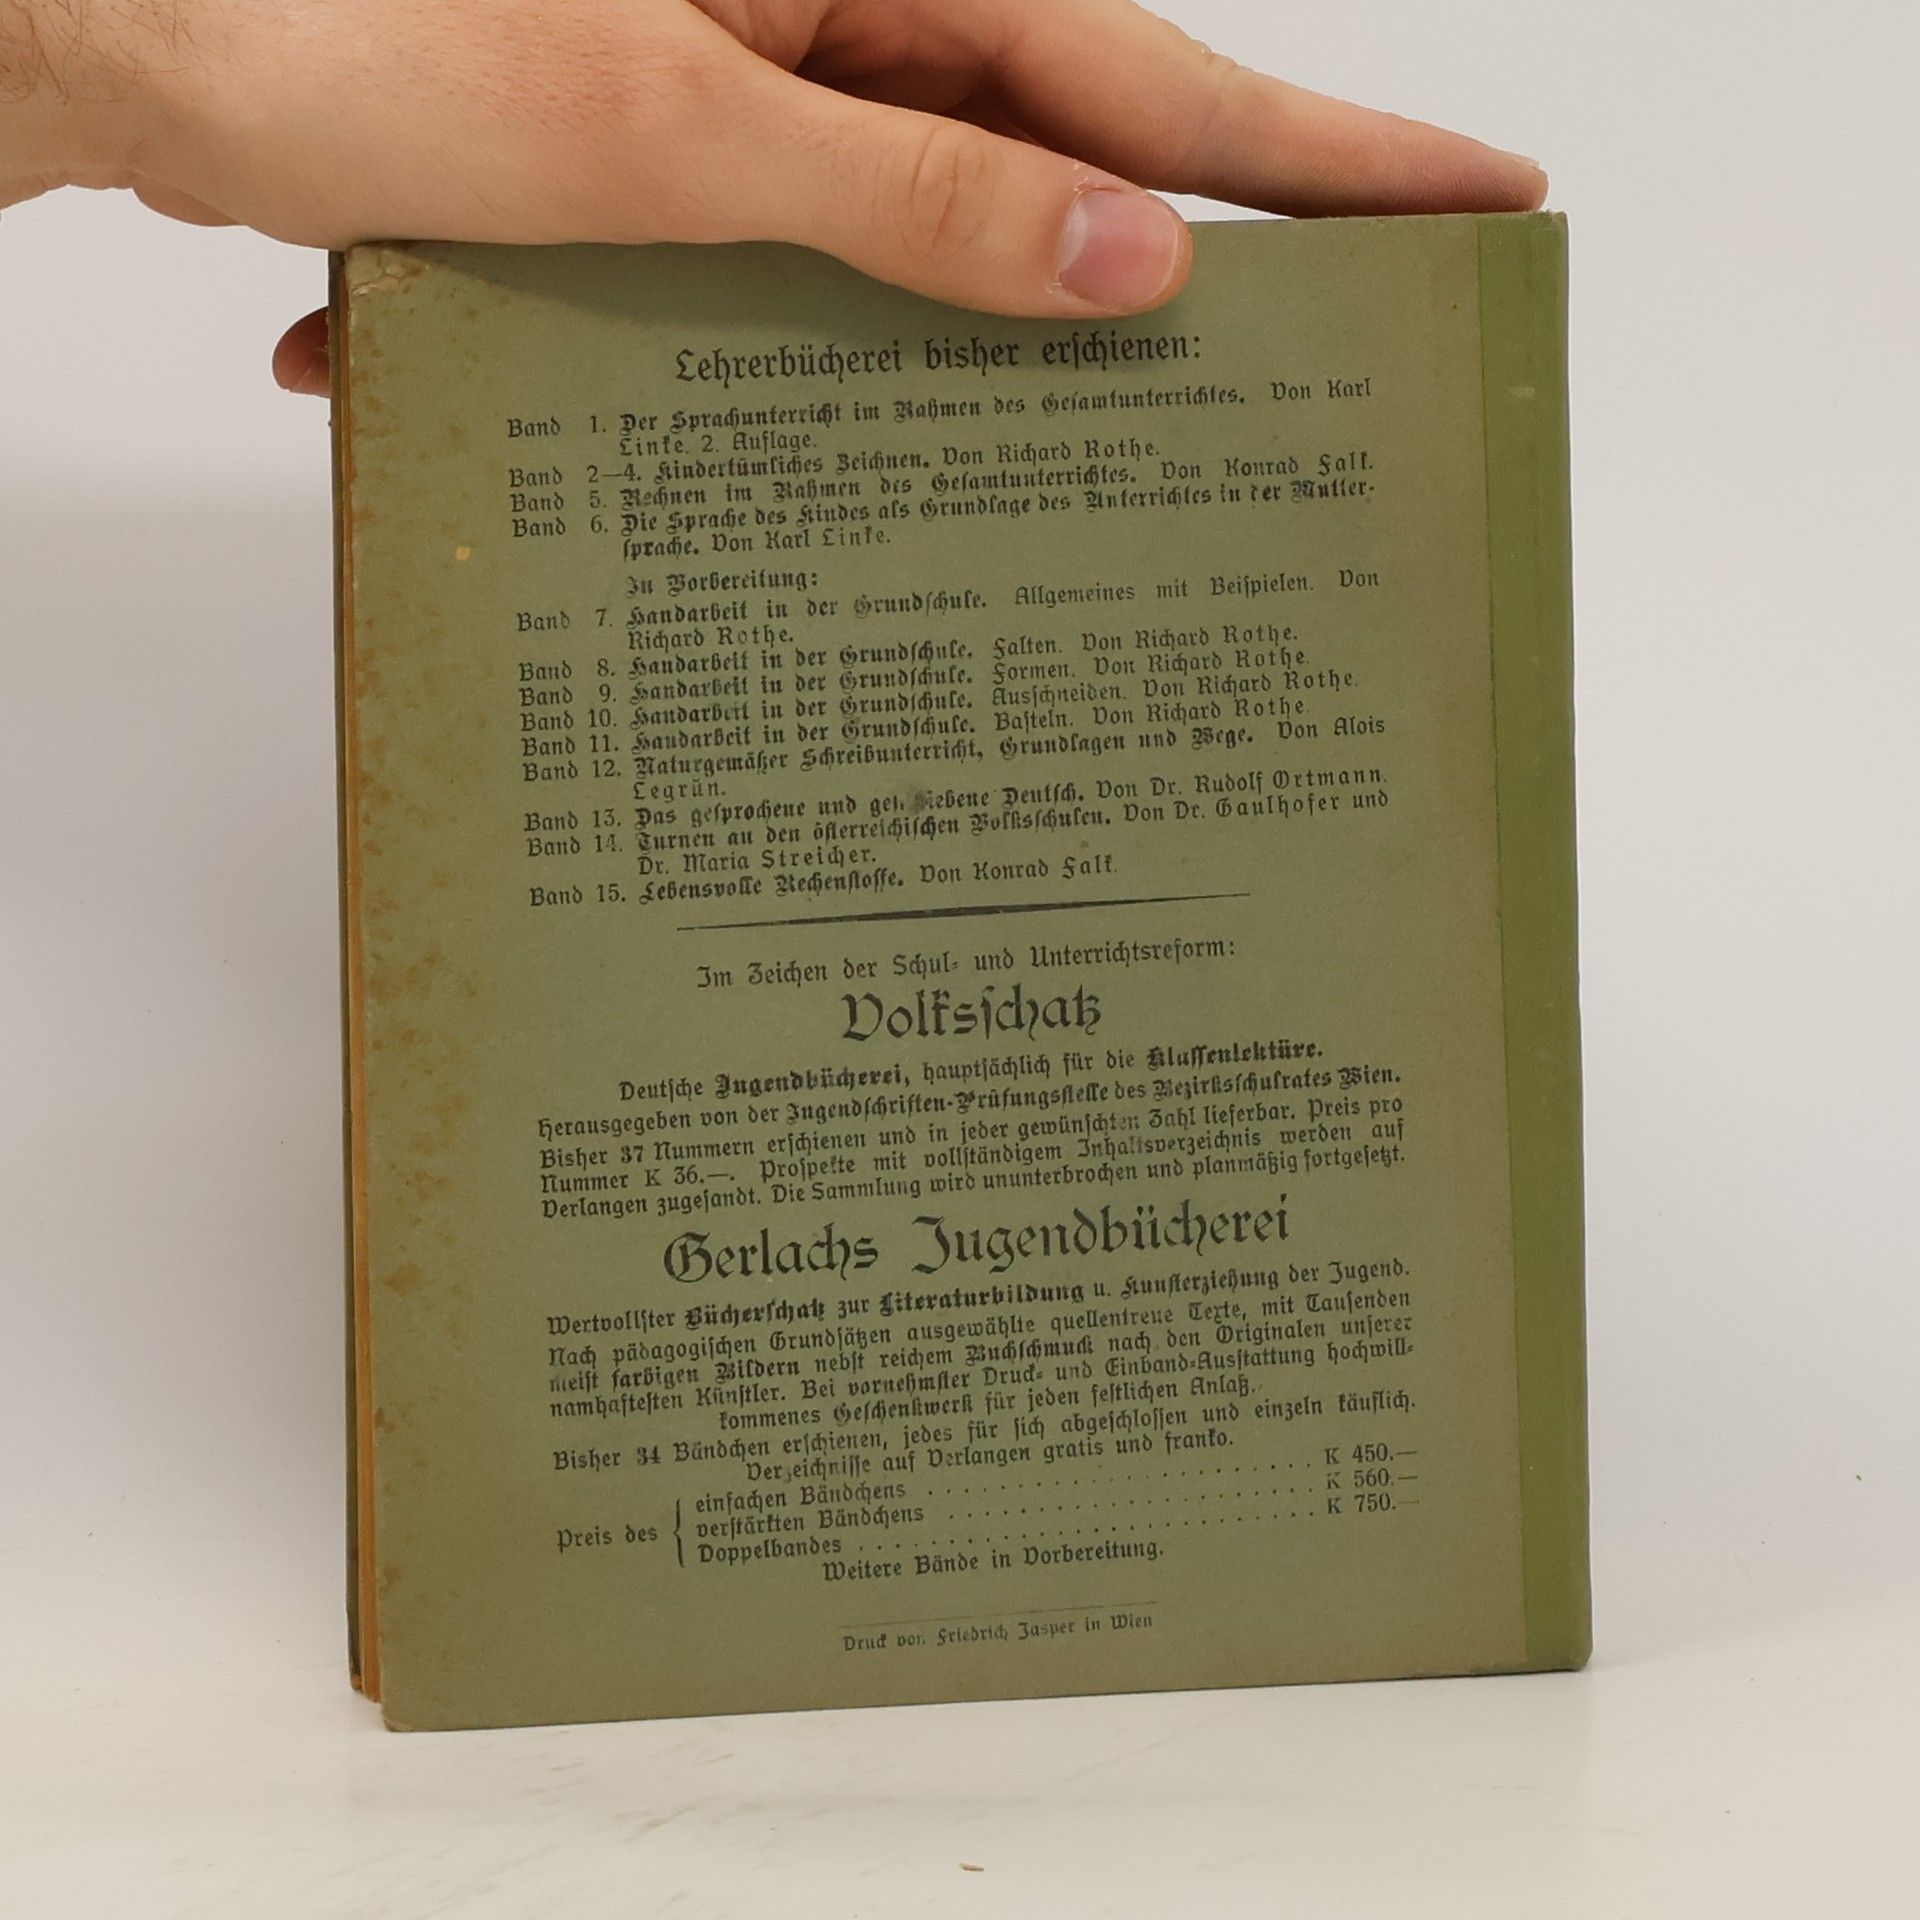 Lehrerbücherei bisher erſchienen:
Band 1. Der Sprachunterricht im Rahmen des Geſamtunterrichtes. Von Karl
Linke. 2. Auflage.
Band 2—4. Kindertümliches Zeichnen. Von Richard Rothe.
Band 5. Rechnen im Rahmen des Geſamtunterrichtes. Von Konrad Falk.
Band 6. Die Sprache des Kindes als Grundlage des Unterrichtes in der Mutter-
ſprache. Von Karl Linke.
In Vorbereitung:
Band 7. Handarbeit in der Grundſchule. Allgemeines mit Beiſpielen. Von
Richard Rothe.
Band 8. Handarbeit in der Grundſchule. Falten. Von Richard Rothe.
Band 9. Handarbeit in der Grundſchule. Formen. Von Richard Rothe.
Band 10. Handarbeit in der Grundſchule. Ausſchneiden. Von Richard Rothe.
Band 11. Handarbeit in der Grundſchule. Baſteln. Von Richard Rothe.
Band 12. Naturgemäßer Schreibunterricht, Grundlagen und Wege. Von Alois
Legrün.
Band 13. Das geſprochene und geſchriebene Deutſch. Von Dr. Rudolf Ortmann.
Band 14. Turnen an den öſterreichiſchen Volksſchulen. Von Dr. Gaulhofer und
Dr. Maria Streicher.
Band 15. Lebensvolle Rechenſtoffe. Von Konrad Falk.
Im Zeichen der Schul- und Unterrichtsreform:
Volksſchatz
Deutſche Jugendbücherei, hauptſächlich für die Klaſſenlektüre.
Herausgegeben von der Jugendſchriften-Prüfungsſtelle des Bezirksſchulrates Wien.
Bisher 37 Nummern erſchienen und in jeder gewünſchten Zahl lieferbar. Preis pro
Nummer K 36.—. Proſpekte mit vollſtändigem Inhaltsverzeichnis werden auf
Verlangen zugeſandt. Die Sammlung wird ununterbrochen und planmäßig fortgeſetzt.
Gerlachs Jugendbücherei
Wertvollſter Bücherſchatz zur Literaturbildung u. Kunſterziehung der Jugend.
Nach pädagogiſchen Grundſätzen ausgewählte quellentreue Texte, mit Tauſenden
meiſt farbigen Bildern nebſt reichem Buchſchmuck nach den Originalen unſerer
namhafteſten Künſtler. Bei vornehmſter Druck- und Einband-Ausſtattung hochwill-
kommenes Geſchenkwerk für jeden feſtlichen Anlaß.
Bisher 34 Bändchen erſchienen, jedes für ſich abgeſchloſſen und einzeln käuflich.
Verzeichniſſe auf Verlangen gratis und franko.
Preis des { einfachen Bändchens . . . . . . . . . . . . . K 450.—
verſtärkten Bändchens . . . . . . . . . . . . . K 560.—
Doppelbandes . . . . . . . . . . . . . . . . K 750.—
Weitere Bände in Vorbereitung.
Druck von Friedrich Jasper in Wien